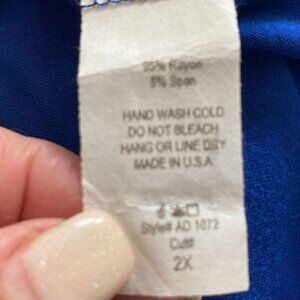 95% Rayon
5% Span
HAND WASH COLD
DO NOT BLEACH
HANG OR LINE DRY
MADE IN U.S.A.
Style# AD 1072
Cut#
2X